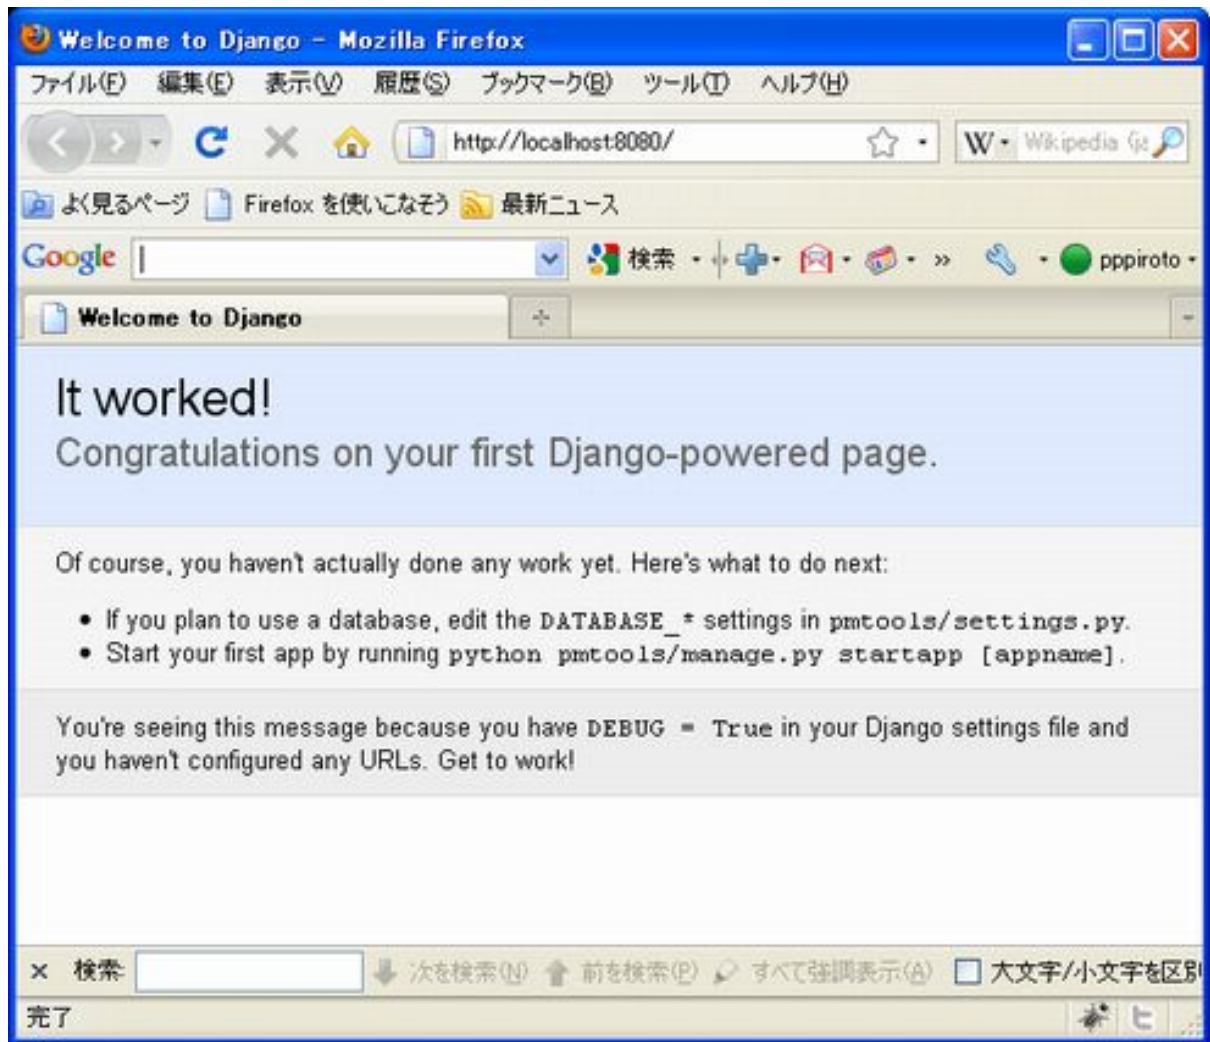 Welcome to Django - Mozilla Firefox
ファイル(F) 編集(E) 表示(V) 履歴(S) ブックマーク(B) ツール(T) ヘルプ(H)
http://localhost:8080/ W Wikipedia (ja
よく見るページ Firefox を使いこなそう 最新ニュース
Google 検索 » pppiroto
Welcome to Django
It worked!
Congratulations on your first Django-powered page.
Of course, you haven't actually done any work yet. Here's what to do next:
• If you plan to use a database, edit the DATABASE_* settings in pmtools/settings.py.
• Start your first app by running python pmtools/manage.py startapp [appname].
You're seeing this message because you have DEBUG = True in your Django settings file and
you haven't configured any URLs. Get to work!
× 検索: 次を検索(N) 前を検索(P) すべて強調表示(A) 大文字/小文字を区別
完了